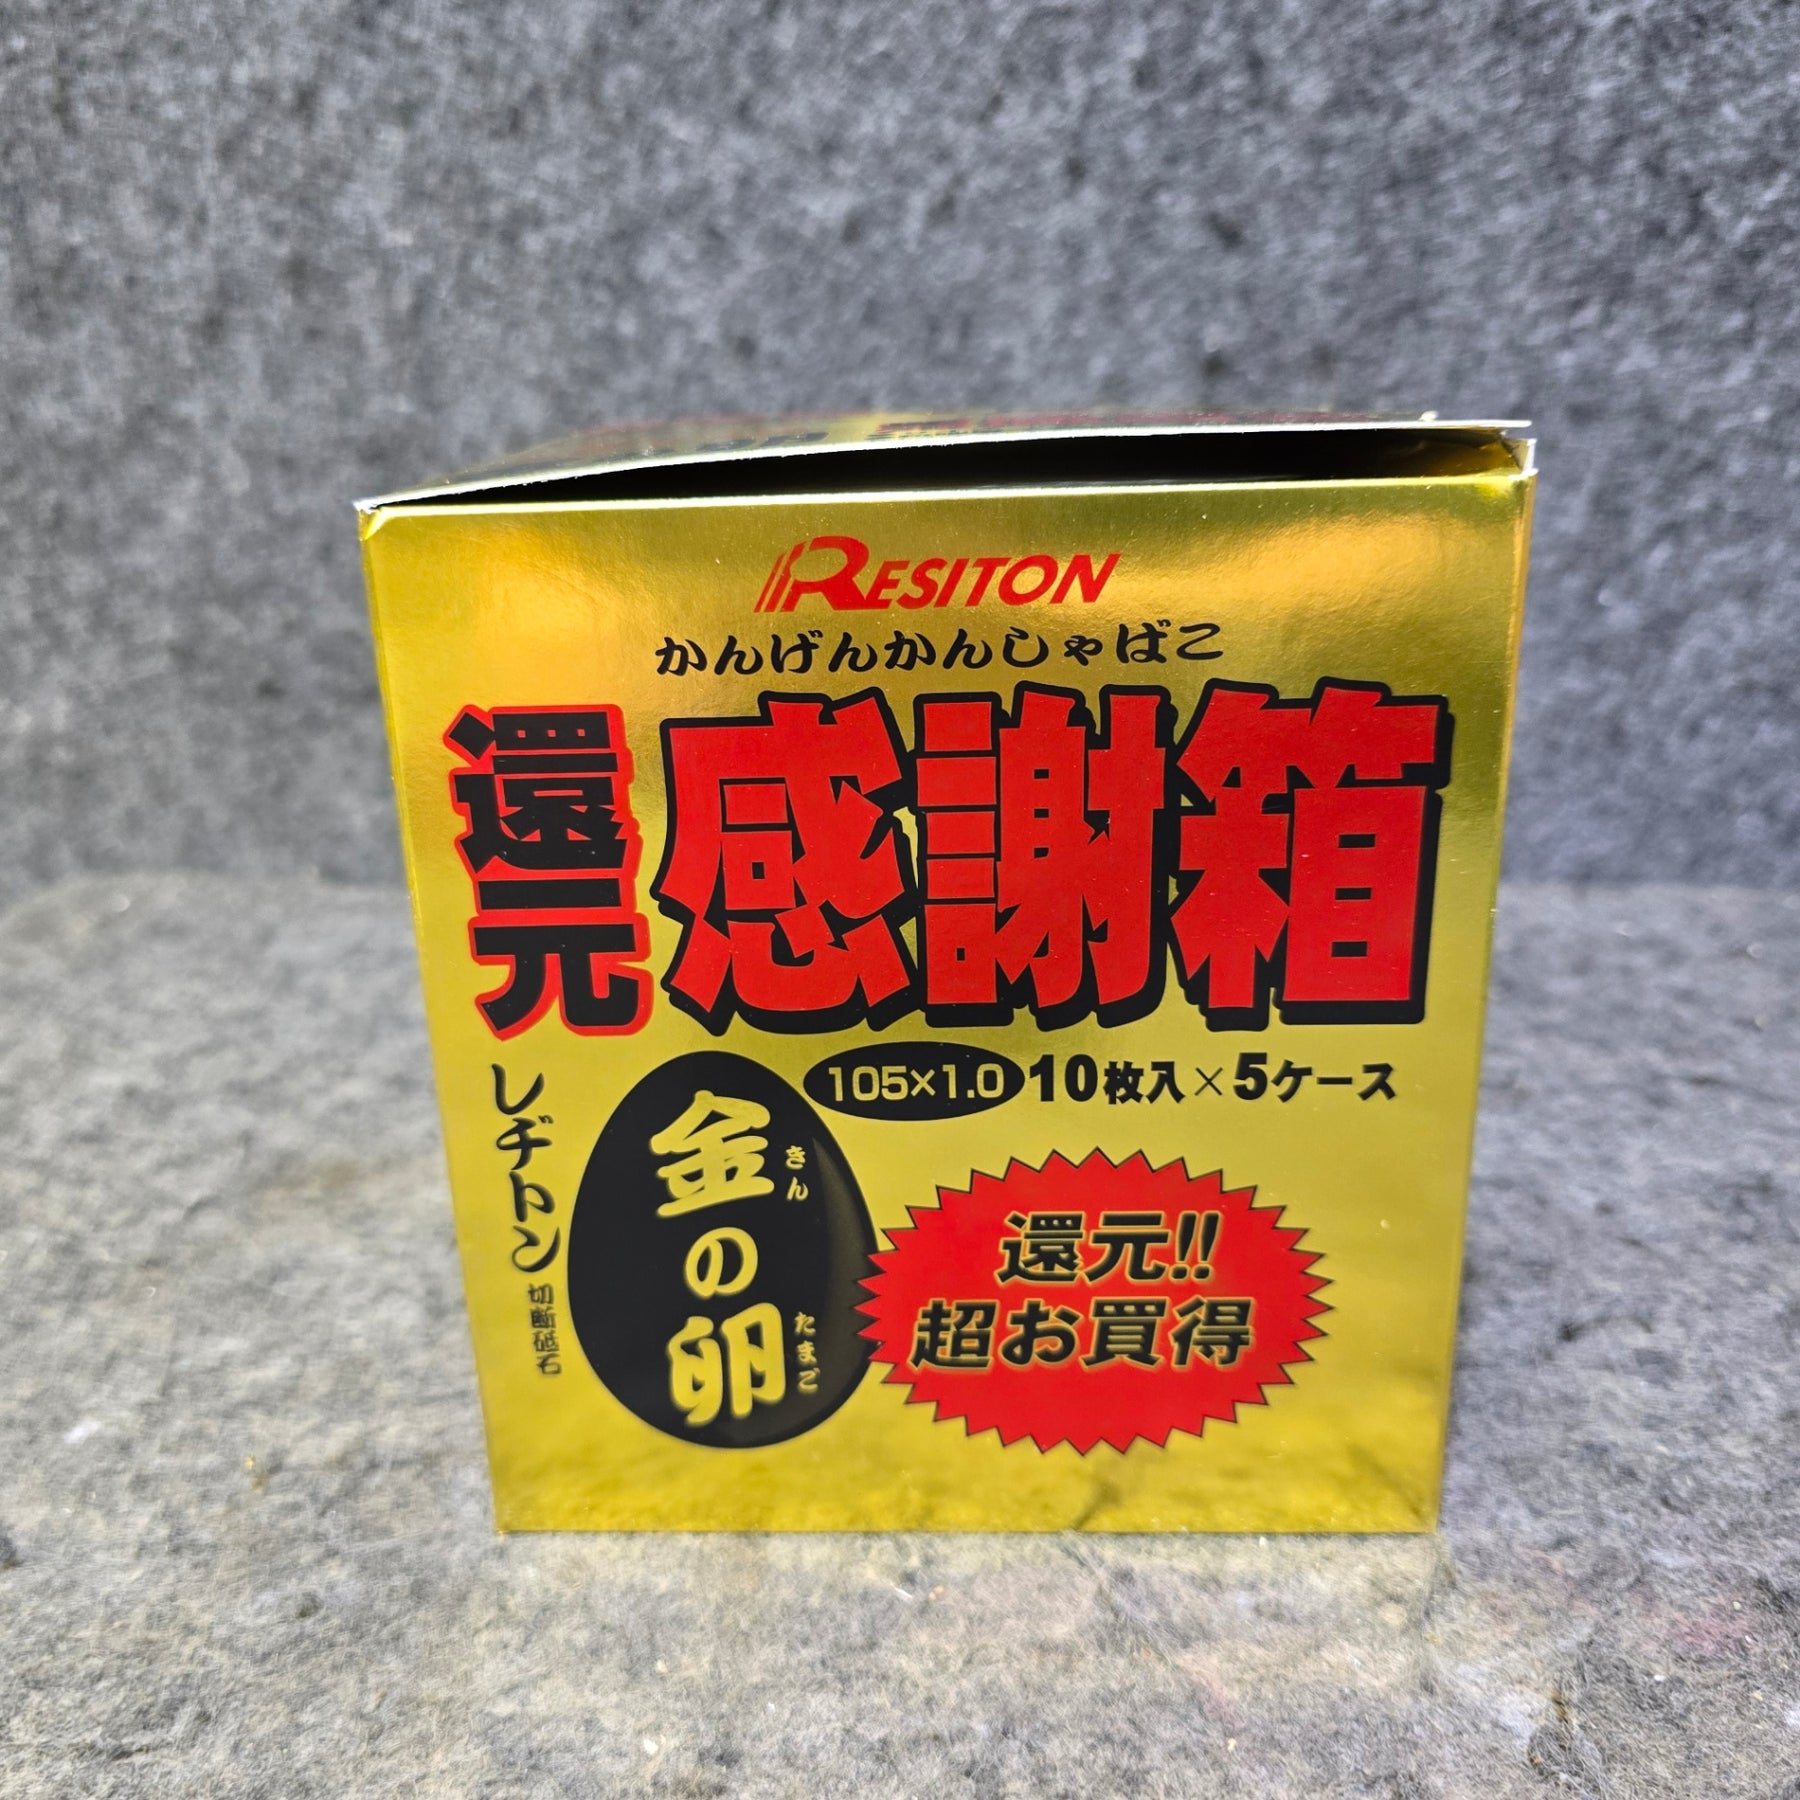 RESITON
かんげんかんしゃばこ
還元
感謝箱
105×1.0 10枚入×5ケース
レヂトン
切断砥石
金の卵
きん
たまご
還元!!
超お買得